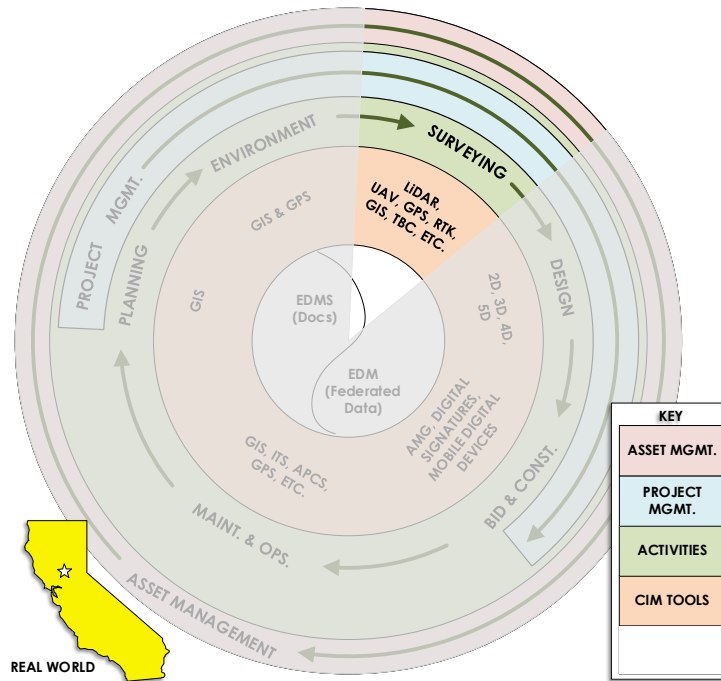 ENVIRONMENT
SURVEYING
LiDAR,
UAV, GPS, RTK,
GIS, TBC, ETC.
GIS & GPS
PROJECT MGMT.
PLANNING
GIS
EDMS
(Docs)
2D, 3D, 4D,
5D
DESIGN
EDM
(Federated
Data)
AMG, DIGITAL
SIGNATURES,
MOBILE DIGITAL
DEVICES
GIS, ITS, APCS,
GPS, ETC.
BID & CONST.
MAINT. & OPS.
ASSET MANAGEMENT
REAL WORLD
KEY
ASSET MGMT.
PROJECT
MGMT.
ACTIVITIES
CIM TOOLS